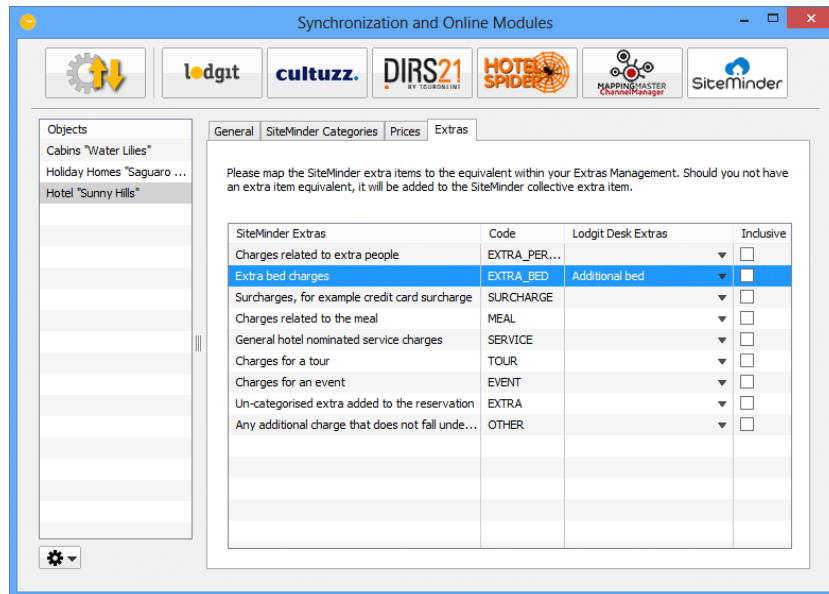 Synchronization and Online Modules
lodgit
cultuzz.
DIRS21
BY TOURONLINE
HOTEL
SPIDER
MAPPINGMASTER
ChannelManager
SiteMinder
Objects
Cabins "Water Lilies"
Holiday Homes "Saguaro ...
Hotel "Sunny Hills"
General SiteMinder Categories Prices Extras
Please map the SiteMinder extra items to the equivalent within your Extras Management. Should you not have
an extra item equivalent, it will be added to the SiteMinder collective extra item.
SiteMinder Extras Code Lodgit Desk Extras Inclusive
Charges related to extra people EXTRA_PER...
Extra bed charges EXTRA_BED Additional bed
Surcharges, for example credit card surcharge SURCHARGE
Charges related to the meal MEAL
General hotel nominated service charges SERVICE
Charges for a tour TOUR
Charges for an event EVENT
Un-categorised extra added to the reservation EXTRA
Any additional charge that does not fall unde... OTHER